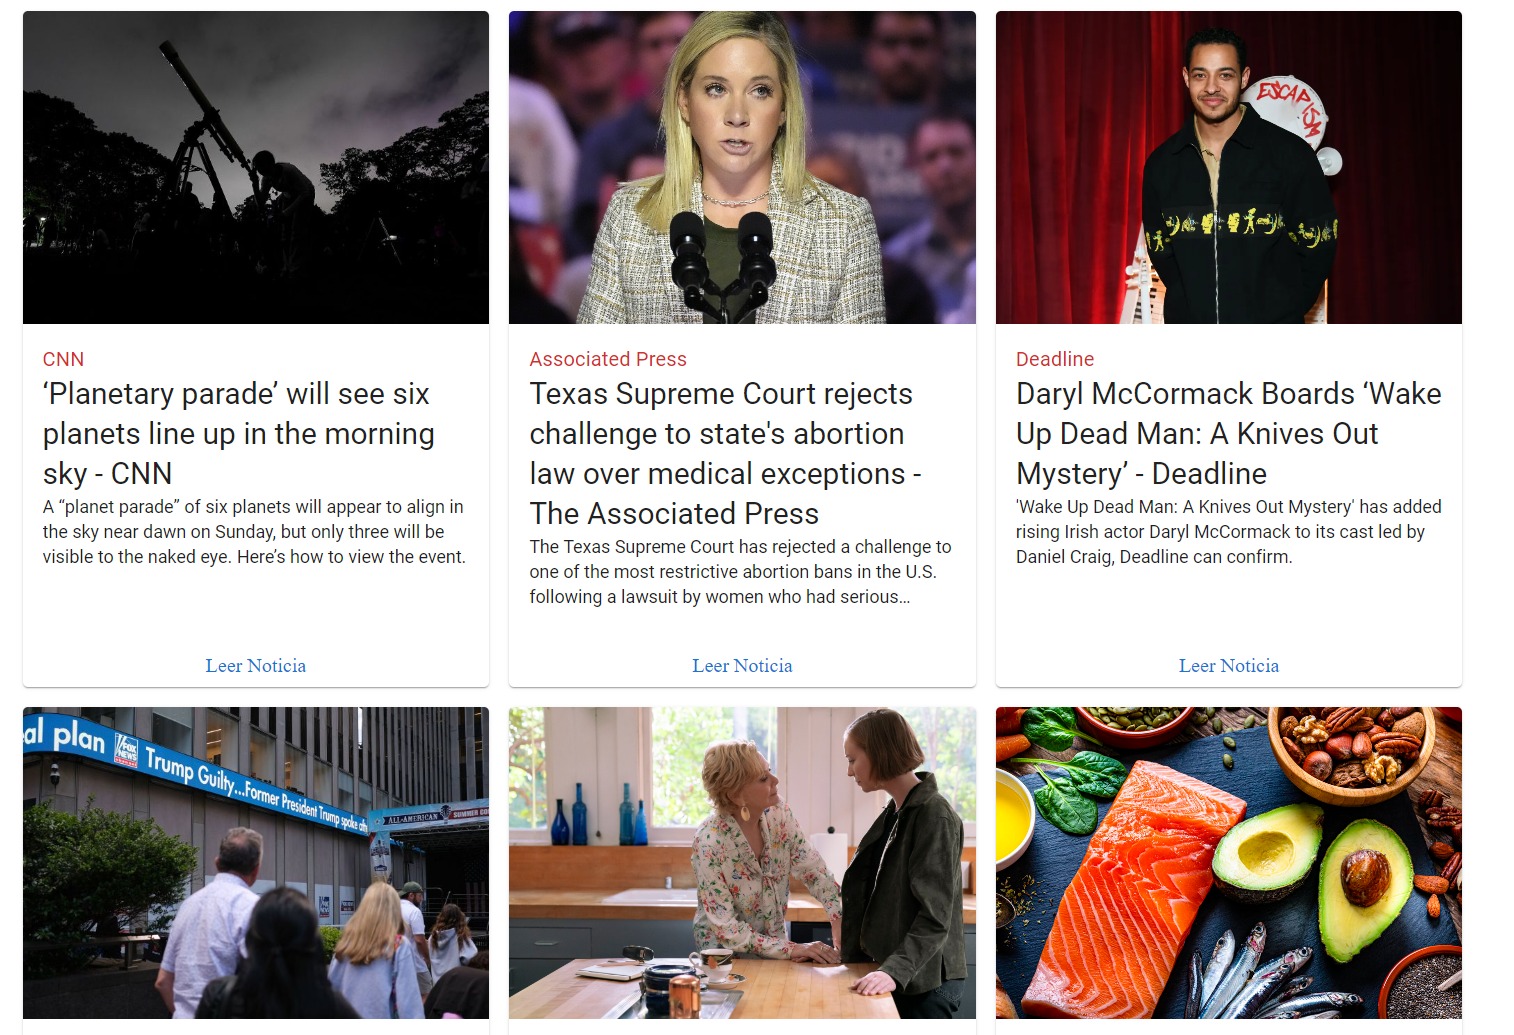 ESCAPISM
CNN
‘Planetary parade’ will see six
planets line up in the morning
sky - CNN
A “planet parade” of six planets will appear to align in
the sky near dawn on Sunday, but only three will be
visible to the naked eye. Here’s how to view the event.
Leer Noticia
Associated Press
Texas Supreme Court rejects
challenge to state's abortion
law over medical exceptions -
The Associated Press
The Texas Supreme Court has rejected a challenge to
one of the most restrictive abortion bans in the U.S.
following a lawsuit by women who had serious…
Leer Noticia
Deadline
Daryl McCormack Boards ‘Wake
Up Dead Man: A Knives Out
Mystery’ - Deadline
'Wake Up Dead Man: A Knives Out Mystery' has added
rising Irish actor Daryl McCormack to its cast led by
Daniel Craig, Deadline can confirm.
Leer Noticia
al plan
FOX
NEWS
Trump Guilty...Former President Trump spoke aft
ALL-AMERICAN
SUMMER CO